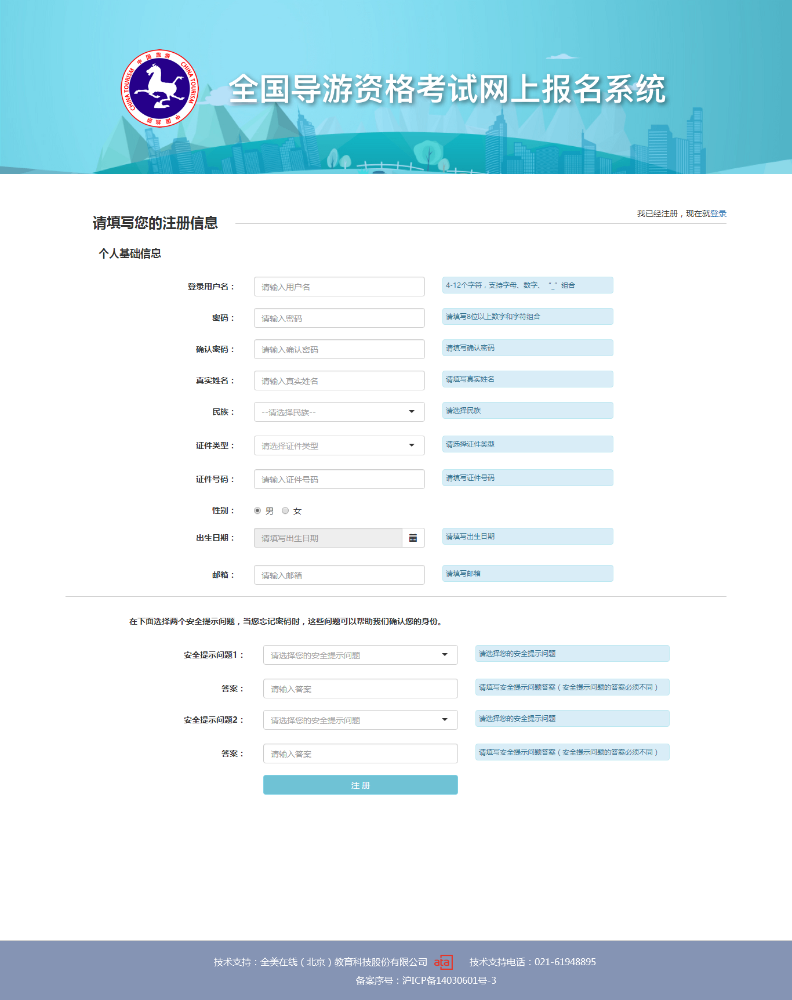 中国旅游 CHINA TOURISM
中国旅游 CHINA TOURISM
全国导游资格考试网上报名系统
我已经注册，现在就登录
请填写您的注册信息
个人基础信息
登录用户名： 请输入用户名 4-12个字符，支持字母、数字、“_”组合
密码： 请输入密码 请填写8位以上数字和字符组合
确认密码： 请输入确认密码 请填写确认密码
真实姓名： 请输入真实姓名 请填写真实姓名
民族： --请选择民族-- 请选择民族
证件类型： 请选择证件类型 请选择证件类型
证件号码： 请输入证件号码 请填写证件号码
性别： 男 女
出生日期： 请填写出生日期 请填写出生日期
邮箱： 请输入邮箱 请填写邮箱
在下面选择两个安全提示问题，当您忘记密码时，这些问题可以帮助我们确认您的身份。
安全提示问题1： 请选择您的安全提示问题 请选择您的安全提示问题
答案： 请输入答案 请填写安全提示问题答案（安全提示问题的答案必须不同）
安全提示问题2： 请选择您的安全提示问题 请选择您的安全提示问题
答案： 请输入答案 请填写安全提示问题答案（安全提示问题的答案必须不同）
注 册
技术支持：全美在线（北京）教育科技股份有限公司 ata 技术支持电话：021-61948895
备案序号：沪ICP备14030601号-3